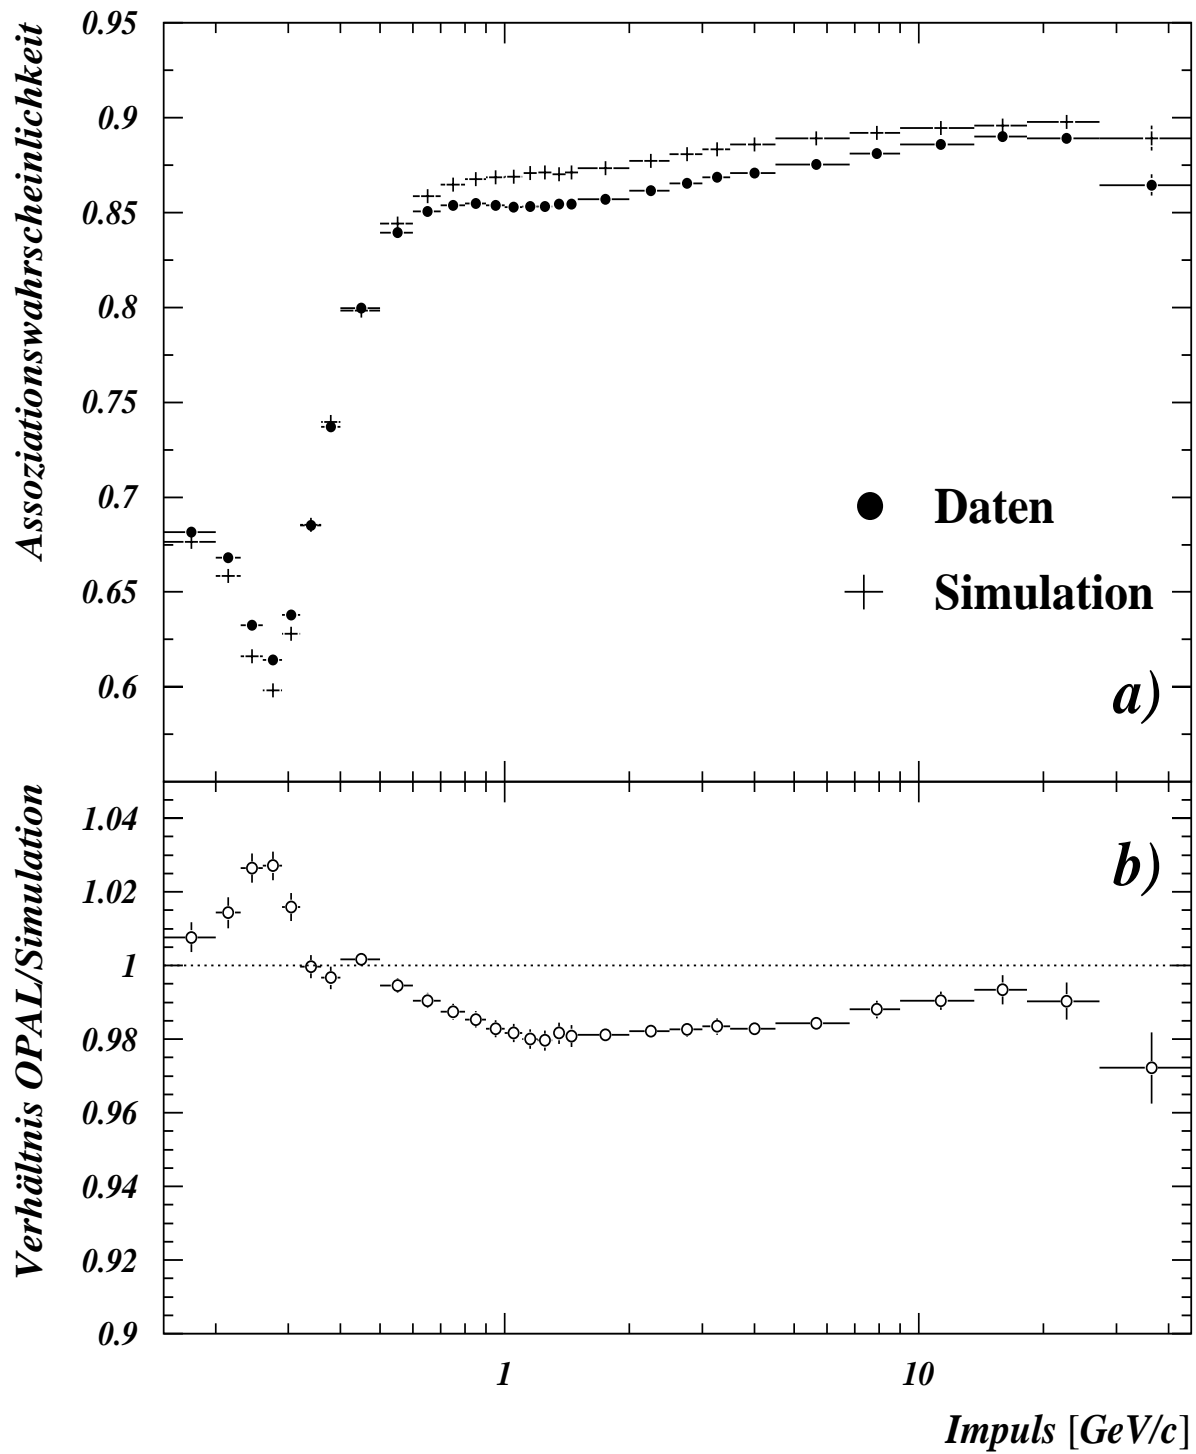 Assoziationswahrscheinlichkeit
0.95
0.9
0.85
0.8
0.75
0.7
0.65
0.6
Daten
Simulation
a)
Verhältnis OPAL/Simulation
1.04
1.02
1
0.98
0.96
0.94
0.92
0.9
b)
1
10
Impuls [GeV/c]